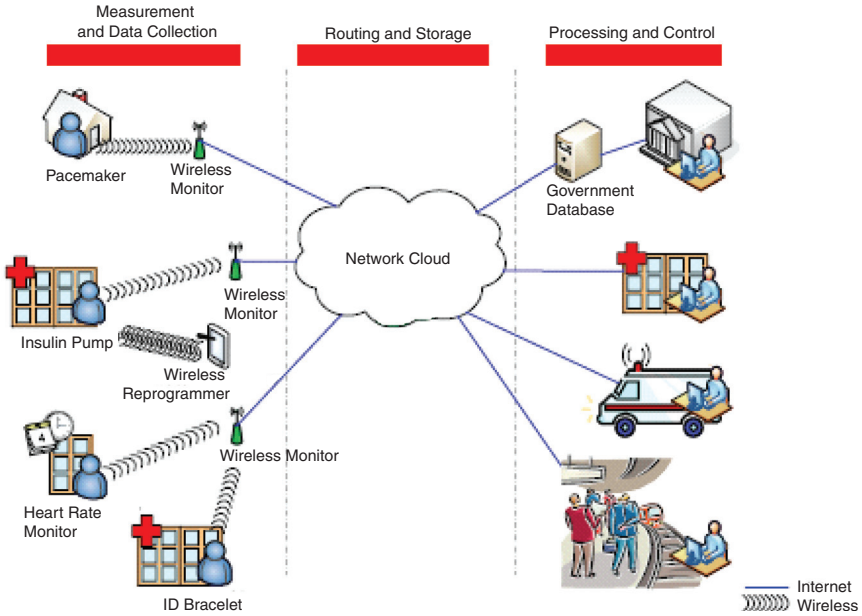 Measurement
and Data Collection
Routing and Storage
Processing and Control
Pacemaker
Wireless
Monitor
Government
Database
Network Cloud
Wireless
Monitor
Insulin Pump
Wireless
Reprogrammer
4
Wireless Monitor
Heart Rate
Monitor
ID Bracelet
Internet
Wireless